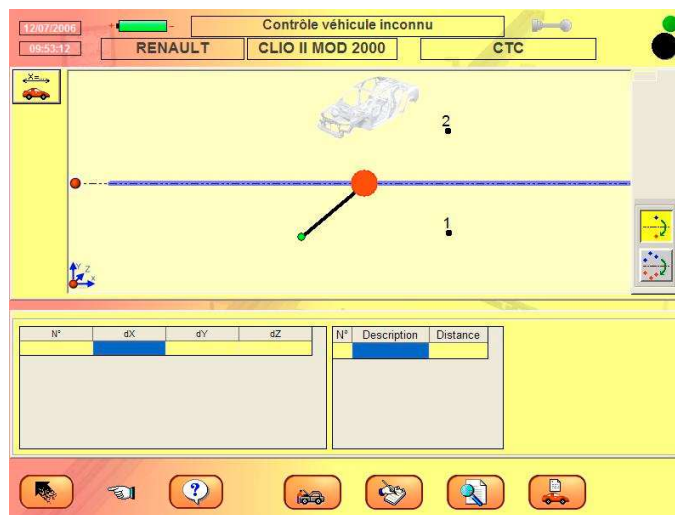 12/07/2006 + - Contrôle véhicule inconnu
09:53:12 RENAULT CLIO II MOD 2000 CTC
X=...
2
1
Y
Z
X
N° dX dY dZ N° Description Distance
?